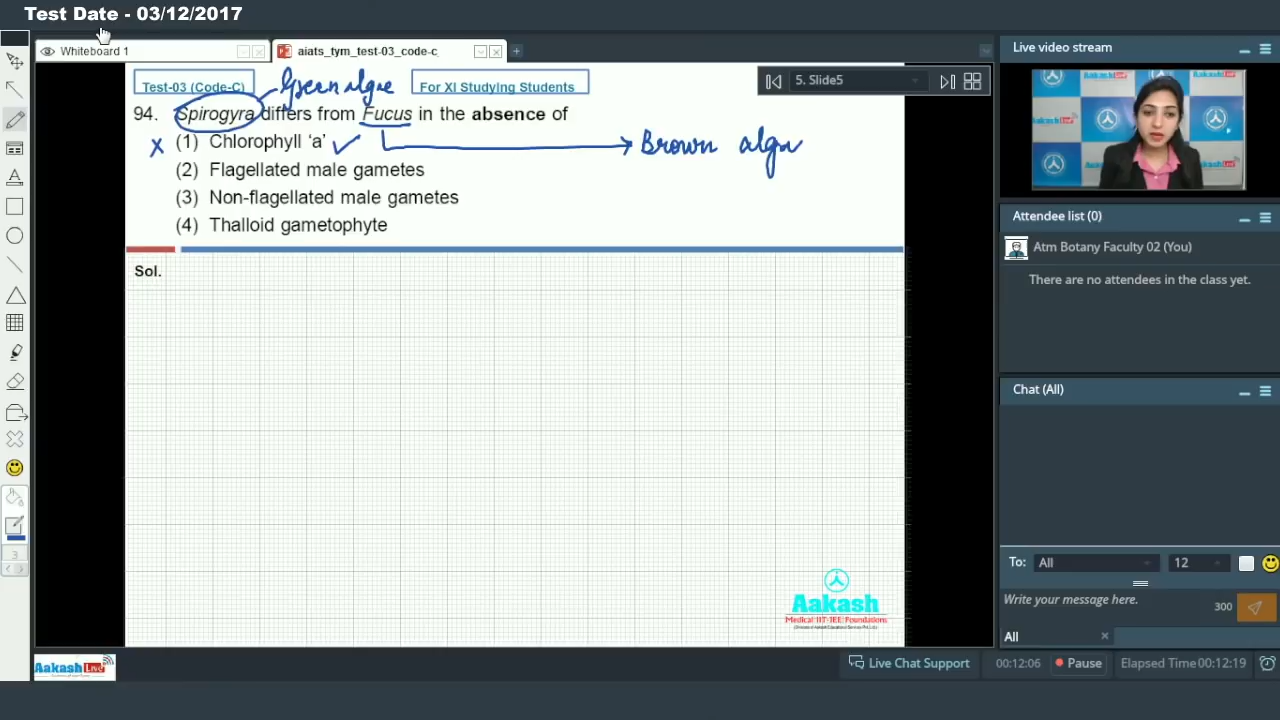 Test Date - 03/12/2017
Whiteboard 1
aiats_tym_test-03_code-c
Test-03 (Code-C)
Green algae
For XI Studying Students
5. Slide5
94. Spirogyra differs from Fucus in the absence of
(1) Chlorophyll 'a'
Brown alga
(2) Flagellated male gametes
(3) Non-flagellated male gametes
(4) Thalloid gametophyte
Sol.
Aakash
Medical|IIT-JEE|Foundations
Live video stream
Attendee list (0)
Atm Botany Faculty 02 (You)
There are no attendees in the class yet.
Chat (All)
To: All 12
Write your message here. 300
All
Aakash Live
Live Chat Support 00:12:06 Pause Elapsed Time 00:12:19
3